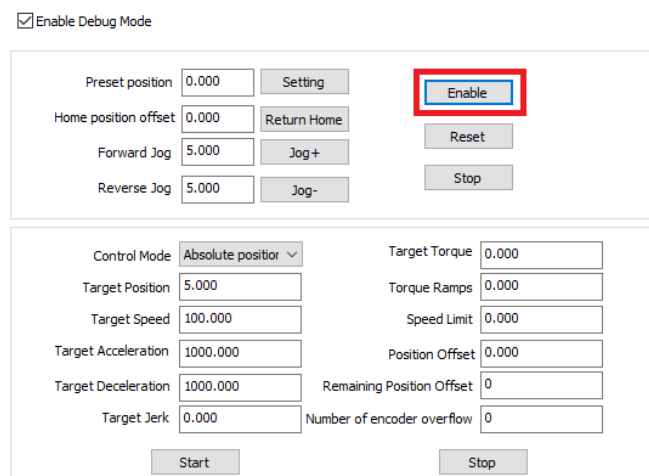 Enable Debug Mode
Preset position 0.000 Setting Enable
Home position offset 0.000 Return Home
Forward Jog 5.000 Jog+ Reset
Reverse Jog 5.000 Jog- Stop
Control Mode Absolute position Target Torque 0.000
Target Position 5.000 Torque Ramps 0.000
Target Speed 100.000 Speed Limit 0.000
Target Acceleration 1000.000 Position Offset 0.000
Target Deceleration 1000.000 Remaining Position Offset 0
Target Jerk 0.000 Number of encoder overflow 0
Start Stop